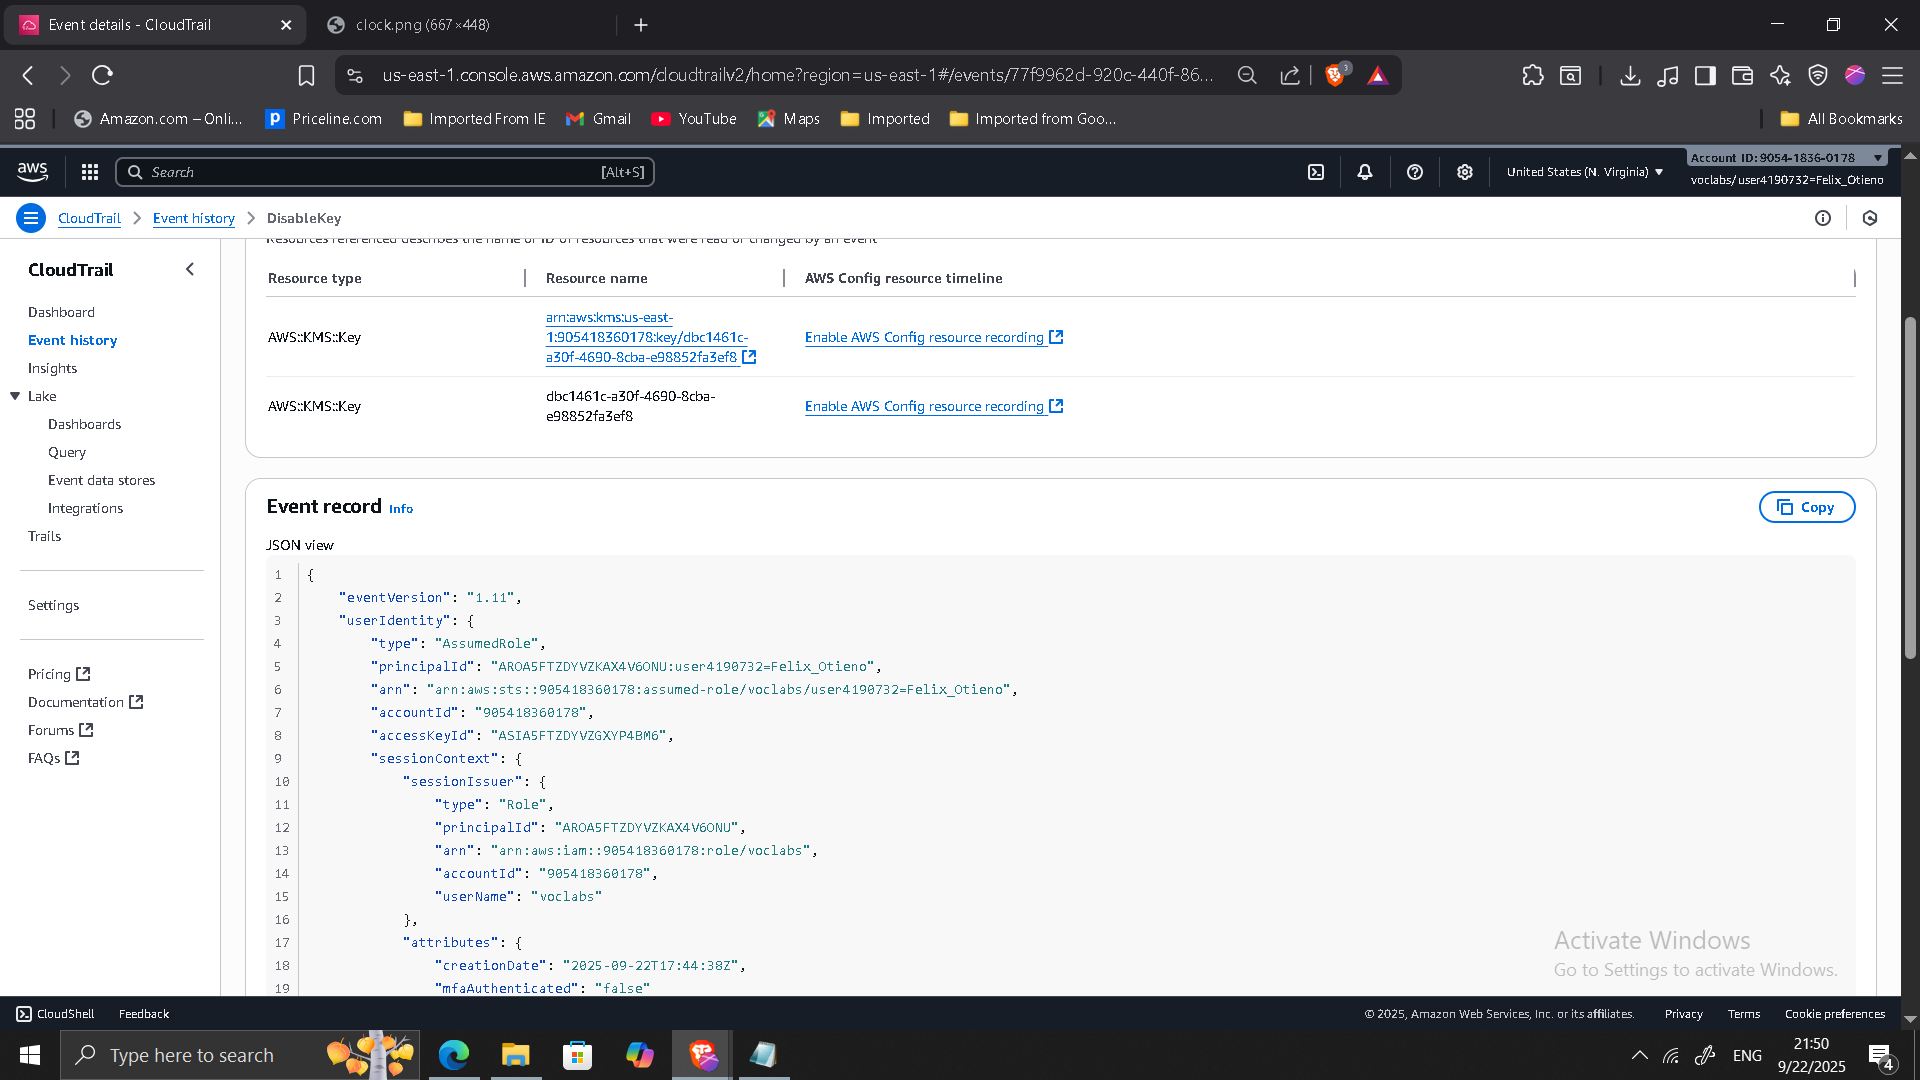 Event details - CloudTrail
clock.png (667×448)
us-east-1.console.aws.amazon.com/cloudtrailv2/home?region=us-east-1#/events/77f9962d-920c-440f-86...
3
Amazon.com – Onli...
Priceline.com
Imported From IE
Gmail
YouTube
Maps
Imported
Imported from Goo...
All Bookmarks
aws
Search
[Alt+S]
United States (N. Virginia)
Account ID: 9054-1836-0178
voclabs/user4190732=Felix_Otieno
CloudTrail
Event history
DisableKey
CloudTrail
Dashboard
Event history
Insights
Lake
Dashboards
Query
Event data stores
Integrations
Trails
Settings
Pricing
Documentation
Forums
FAQs
Resources referenced describes the name or ID of resources that were read or changed by an event
Resource type
Resource name
AWS Config resource timeline
AWS::KMS::Key
arn:aws:kms:us-east-
1:905418360178:key/dbc1461c-
a30f-4690-8cba-e98852fa3ef8
Enable AWS Config resource recording
AWS::KMS::Key
dbc1461c-a30f-4690-8cba-
e98852fa3ef8
Enable AWS Config resource recording
Event record Info
Copy
JSON view
1 {
2 "eventVersion": "1.11",
3 "userIdentity": {
4 "type": "AssumedRole",
5 "principalId": "AROA5FTZDYVZKAX4V6ONU:user4190732=Felix_Otieno",
6 "arn": "arn:aws:sts::905418360178:assumed-role/voclabs/user4190732=Felix_Otieno",
7 "accountId": "905418360178",
8 "accessKeyId": "ASIA5FTZDYVZGXYP4BM6",
9 "sessionContext": {
10 "sessionIssuer": {
11 "type": "Role",
12 "principalId": "AROA5FTZDYVZKAX4V6ONU",
13 "arn": "arn:aws:iam::905418360178:role/voclabs",
14 "accountId": "905418360178",
15 "userName": "voclabs"
16 },
17 "attributes": {
18 "creationDate": "2025-09-22T17:44:38Z",
19 "mfaAuthenticated": "false"
Activate Windows
Go to Settings to activate Windows.
CloudShell
Feedback
© 2025, Amazon Web Services, Inc. or its affiliates.
Privacy
Terms
Cookie preferences
Type here to search
ENG
21:50
9/22/2025
4